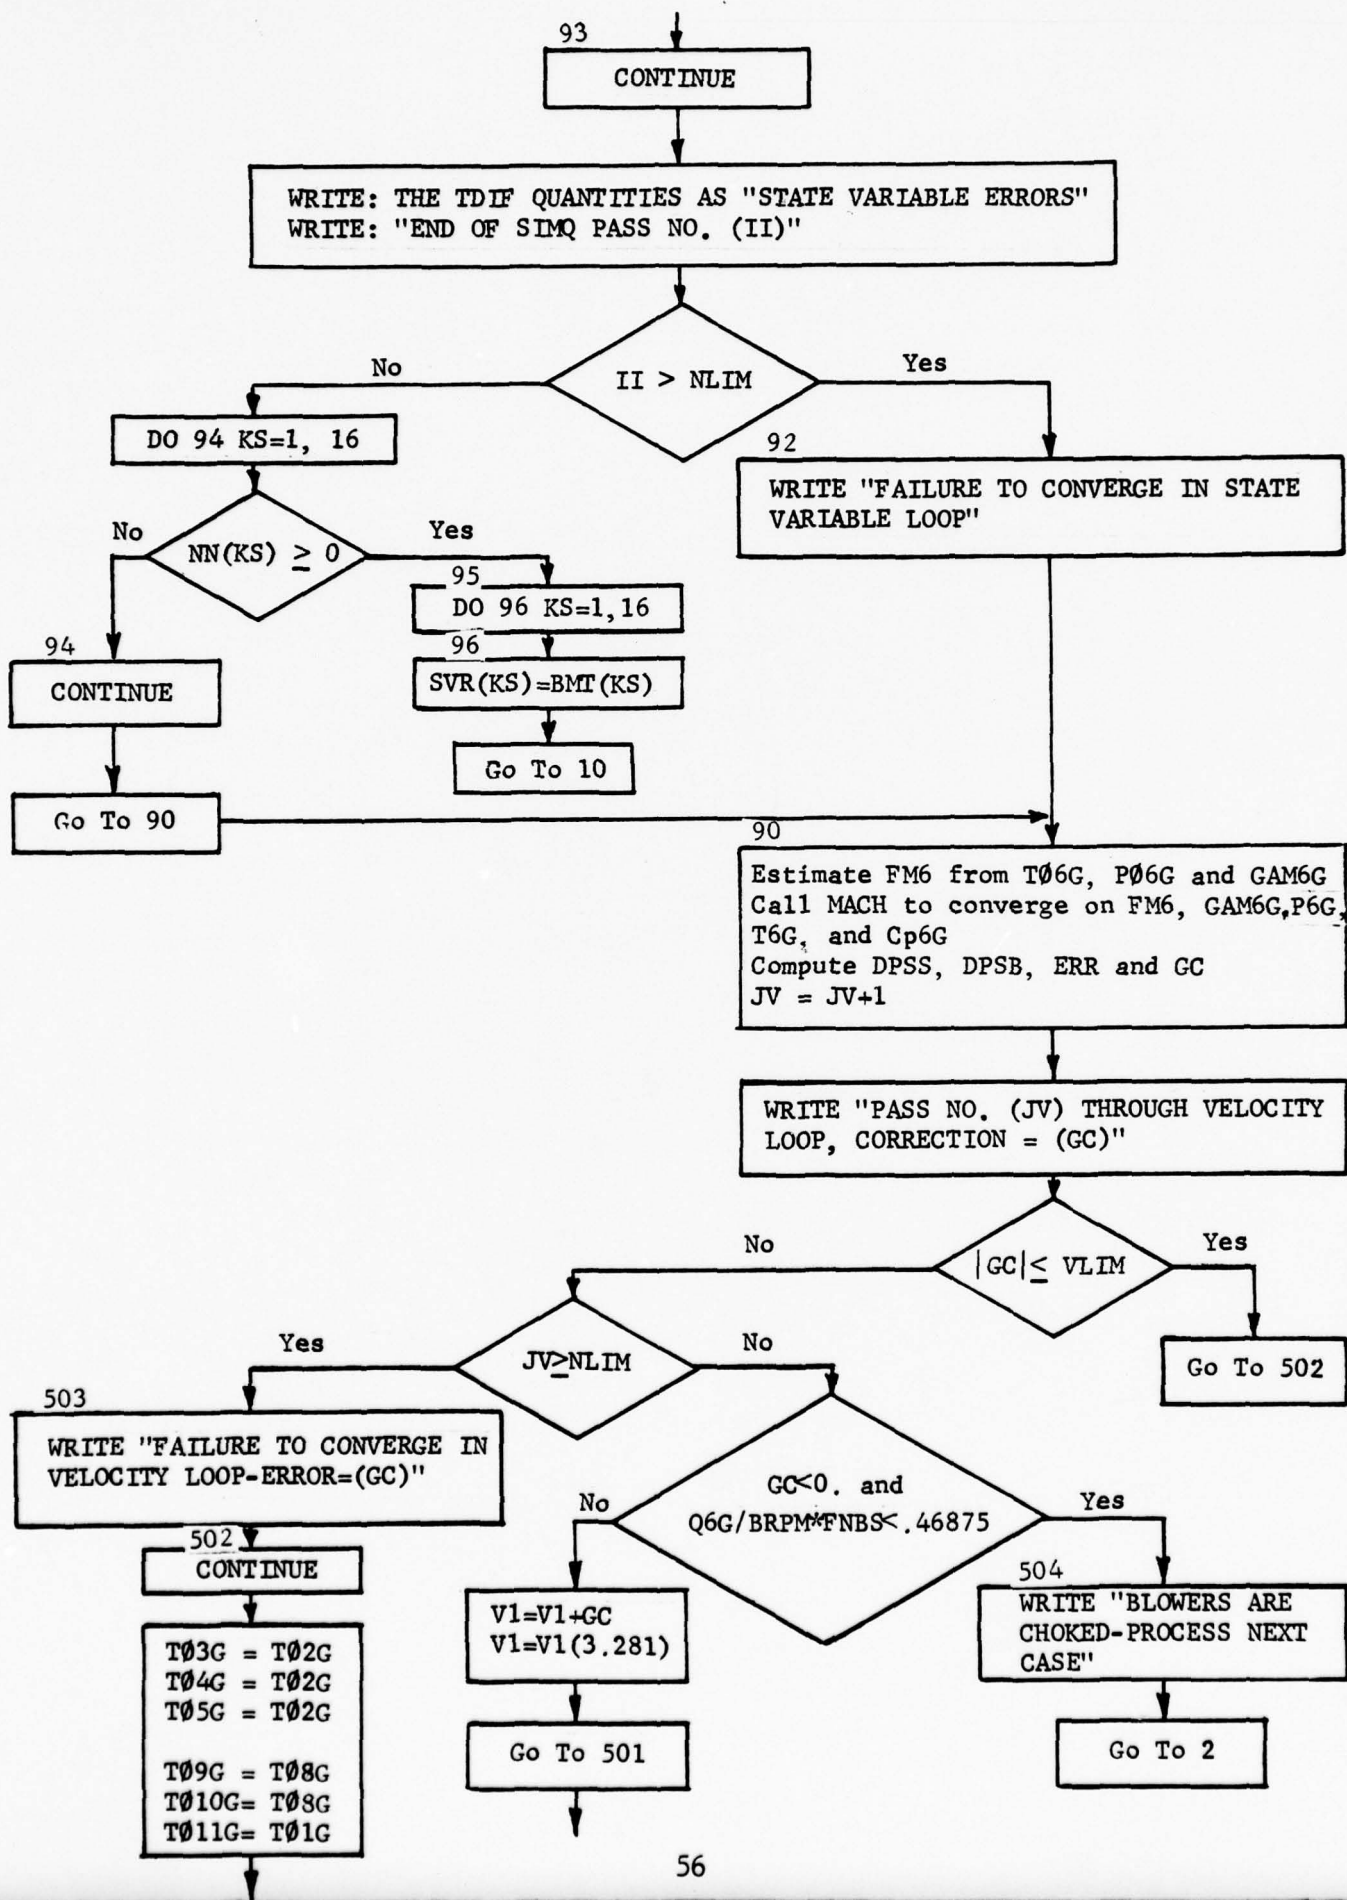 93
CONTINUE
WRITE: THE TDIF QUANTITIES AS "STATE VARIABLE ERRORS"
WRITE: "END OF SIMQ PASS NO. (II)"
II > NLIM
No
Yes
DO 94 KS=1, 16
92
WRITE "FAILURE TO CONVERGE IN STATE
VARIABLE LOOP"
NN(KS) ≥ 0
No
Yes
95
DO 96 KS=1,16
96
SVR(KS)=BMT(KS)
Go To 10
94
CONTINUE
Go To 90
90
Estimate FM6 from TØ6G, PØ6G and GAM6G
Call MACH to converge on FM6, GAM6G,P6G,
T6G, and Cp6G
Compute DPSS, DPSB, ERR and GC
JV = JV+1
WRITE "PASS NO. (JV) THROUGH VELOCITY
LOOP, CORRECTION = (GC)"
|GC|≤ VLIM
No
Yes
Go To 502
JV≥NLIM
Yes
No
503
WRITE "FAILURE TO CONVERGE IN
VELOCITY LOOP-ERROR=(GC)"
502
CONTINUE
TØ3G = TØ2G
TØ4G = TØ2G
TØ5G = TØ2G
TØ9G = TØ8G
TØ10G= TØ8G
TØ11G= TØ1G
GC<0. and
Q6G/BRPM*FNBS<.46875
No
Yes
V1=V1+GC
V1=V1(3.281)
Go To 501
504
WRITE "BLOWERS ARE
CHOKED-PROCESS NEXT
CASE"
Go To 2
56